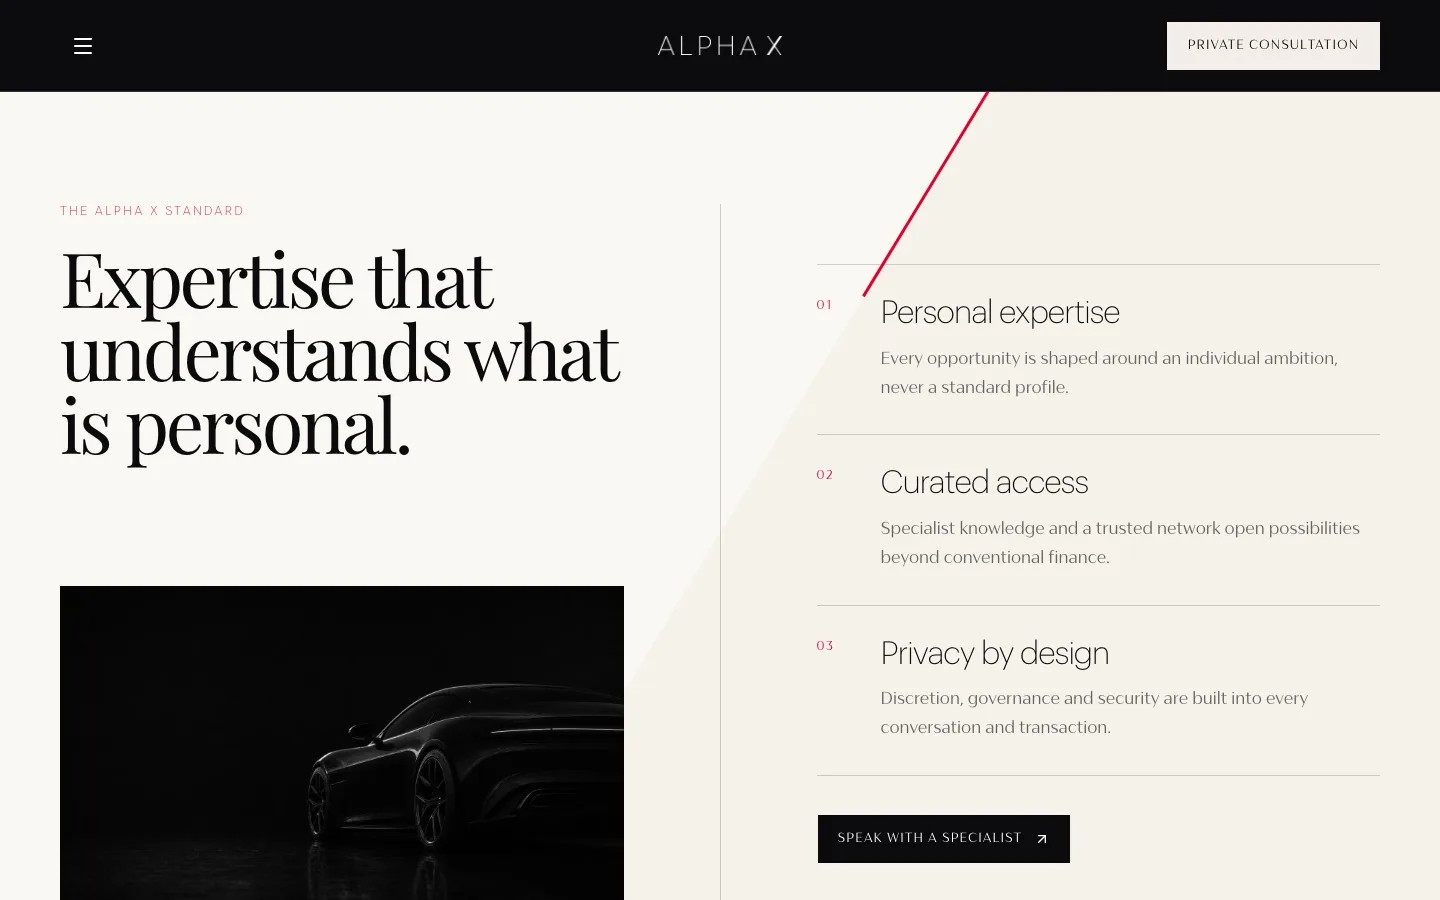 ALPHA X
PRIVATE CONSULTATION
THE ALPHA X STANDARD
Expertise that
understands what
is personal.
01
Personal expertise
Every opportunity is shaped around an individual ambition,
never a standard profile.
02
Curated access
Specialist knowledge and a trusted network open possibilities
beyond conventional finance.
03
Privacy by design
Discretion, governance and security are built into every
conversation and transaction.
SPEAK WITH A SPECIALIST